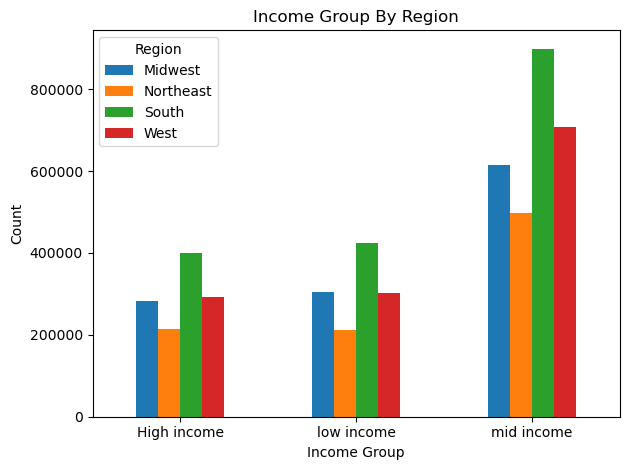 Income Group By Region
Region
Midwest
Northeast
South
West
Count
800000
600000
400000
200000
0
High income
low income
mid income
Income Group